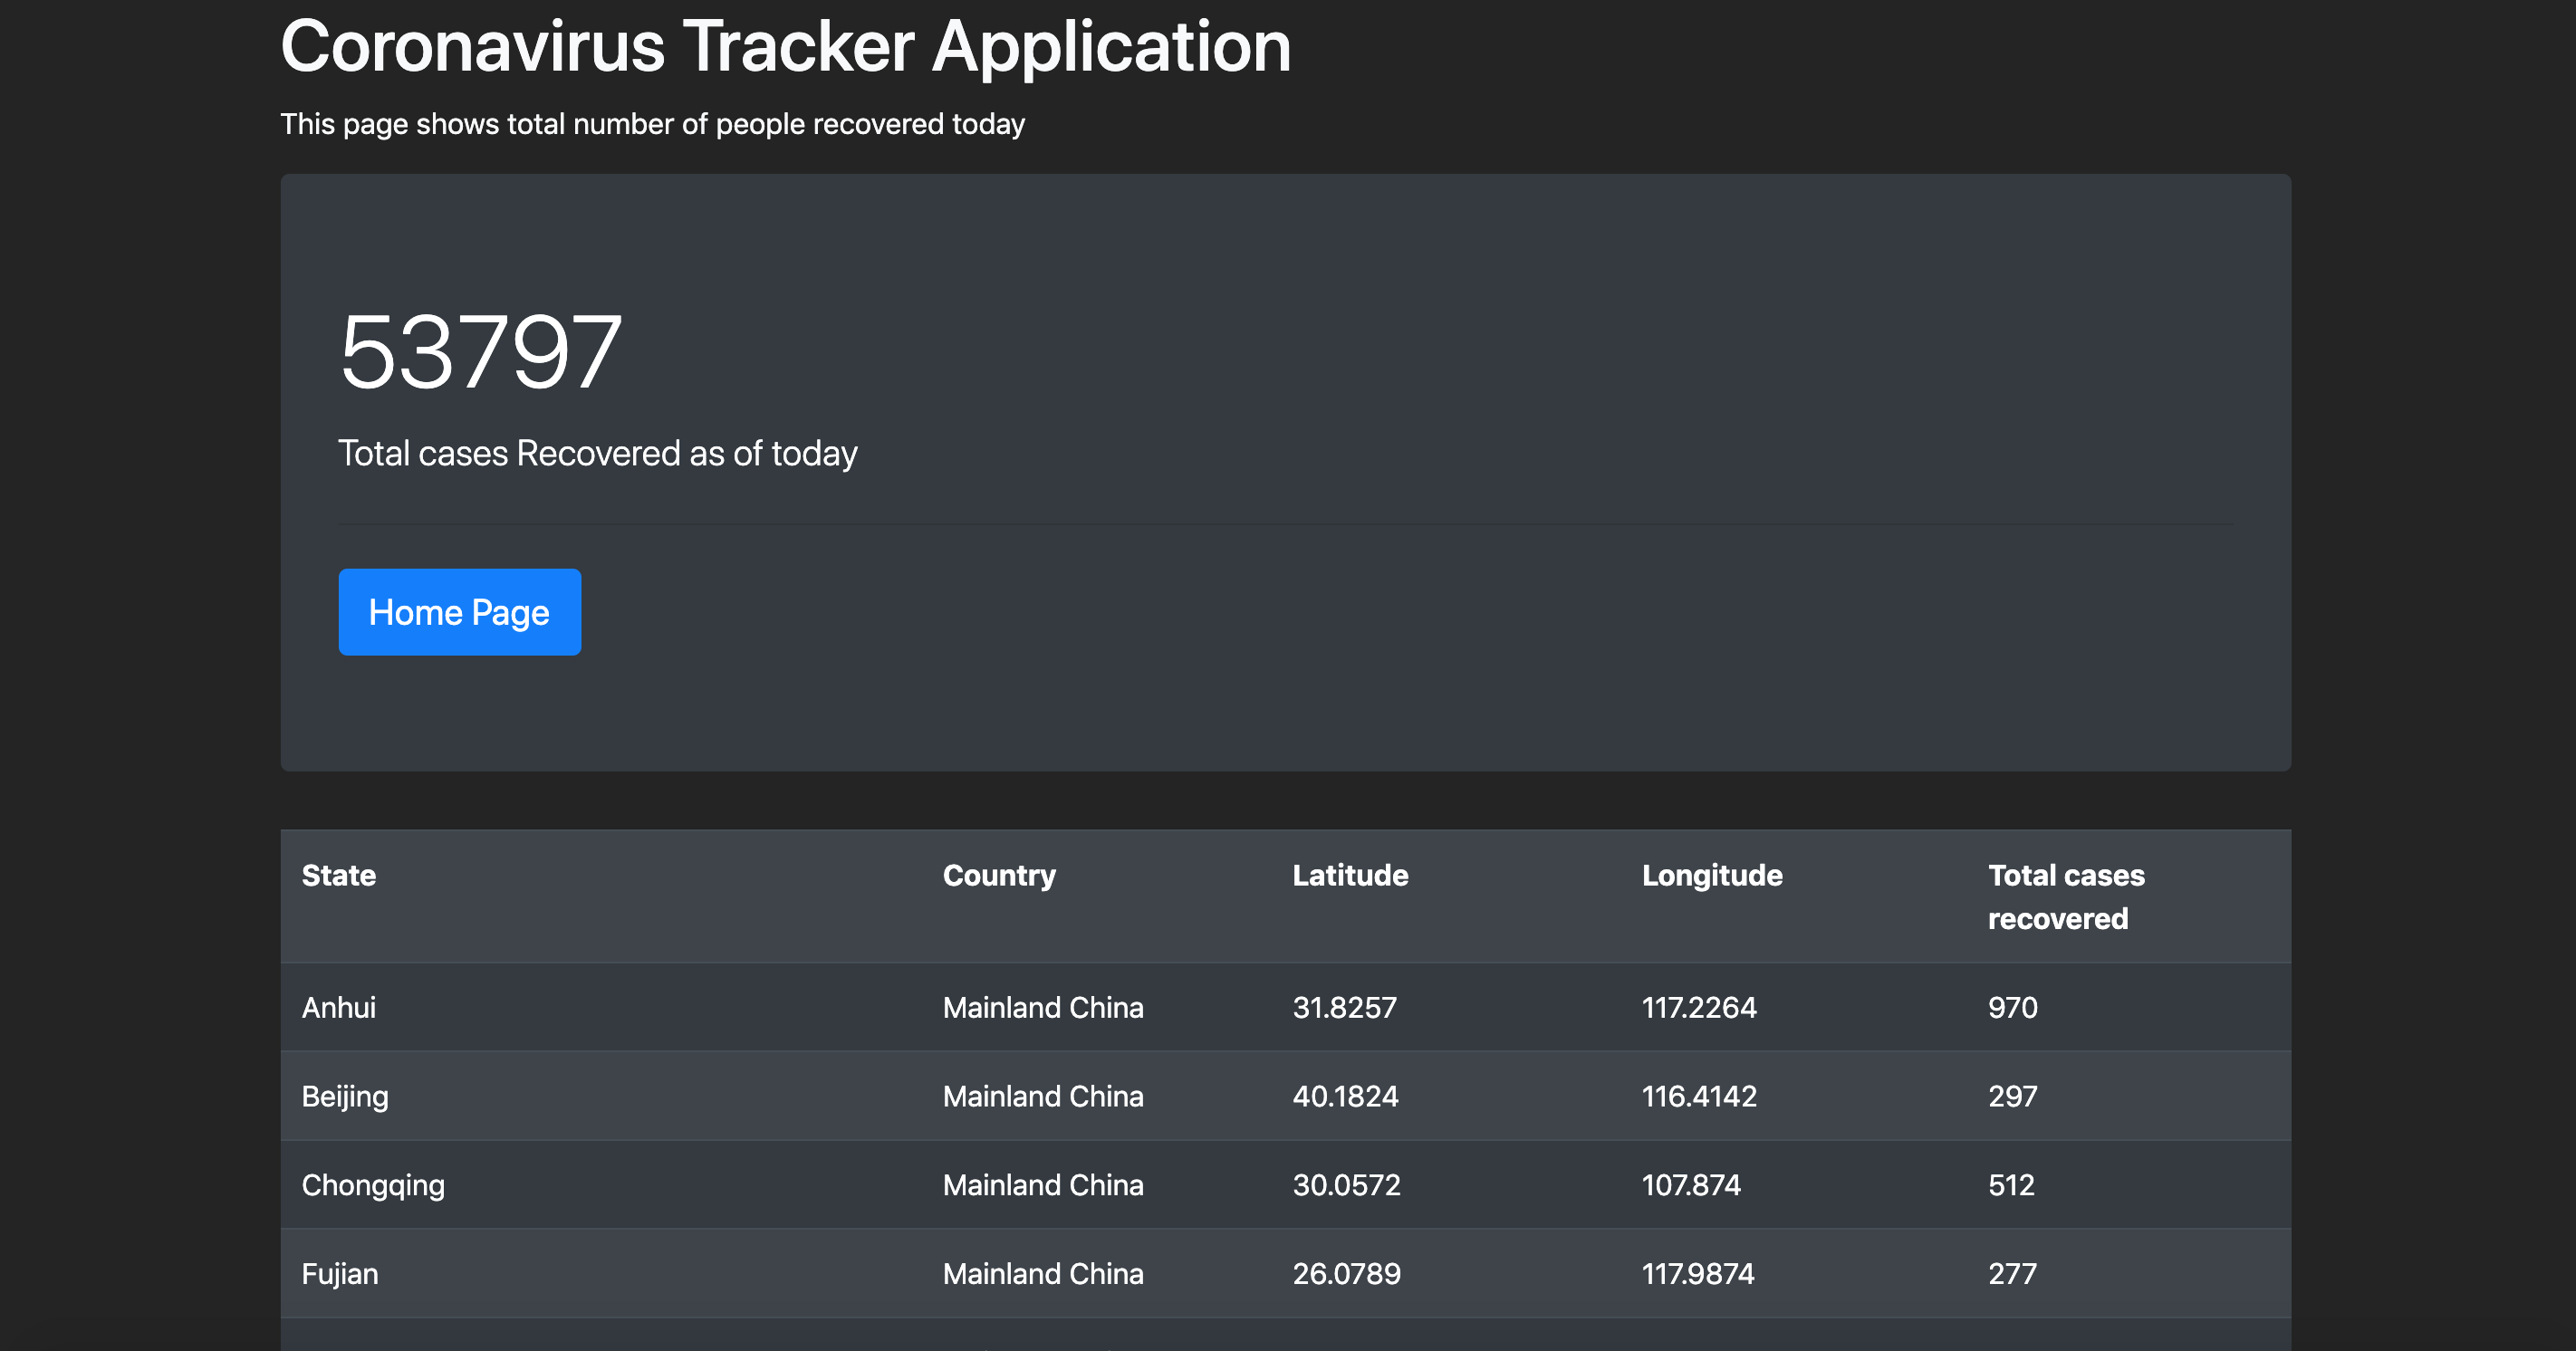 Coronavirus Tracker Application
This page shows total number of people recovered today
53797
Total cases Recovered as of today
Home Page
State Country Latitude Longitude Total cases
recovered
Anhui Mainland China 31.8257 117.2264 970
Beijing Mainland China 40.1824 116.4142 297
Chongqing Mainland China 30.0572 107.874 512
Fujian Mainland China 26.0789 117.9874 277